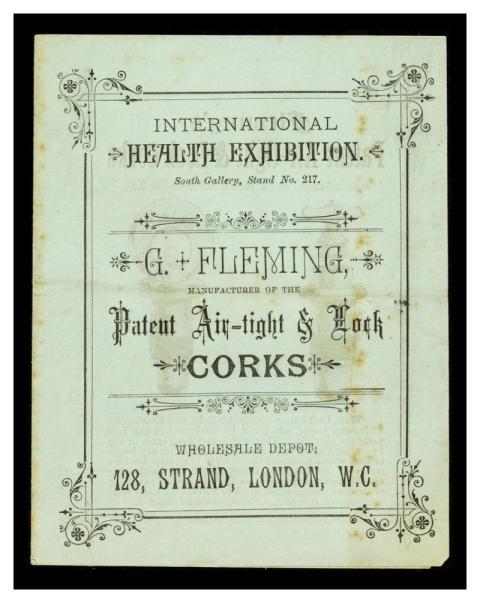 INTERNATIONAL
HEALTH EXHIBITION.
South Gallery, Stand No. 217.
G. FLEMING,
MANUFACTURER OF THE
Patent Air-tight & Lock
CORKS
WHOLESALE DEPOT:
128, STRAND, LONDON, W.C.